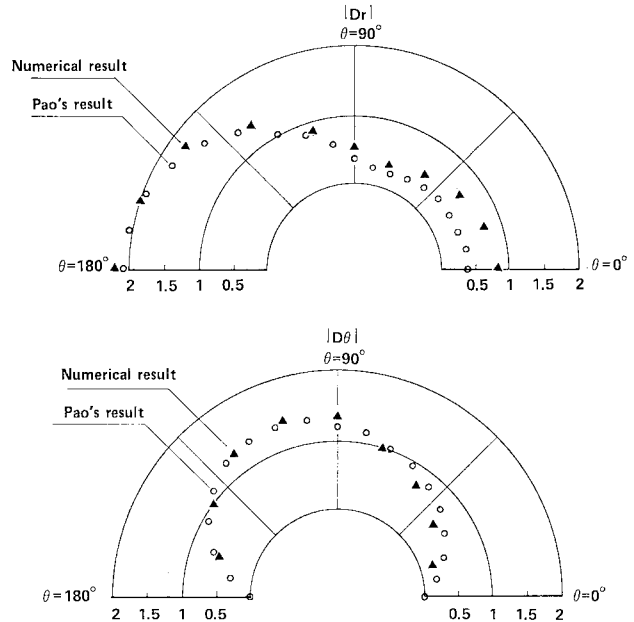 |Dr|
θ=90°
Numerical result
Pao's result
θ=180°
θ=0°
2 1.5 1 0.5 0.5 1 1.5 2
|Dθ|
θ=90°
Numerical result
Pao's result
θ=180°
θ=0°
2 1.5 1 0.5 0.5 1 1.5 2